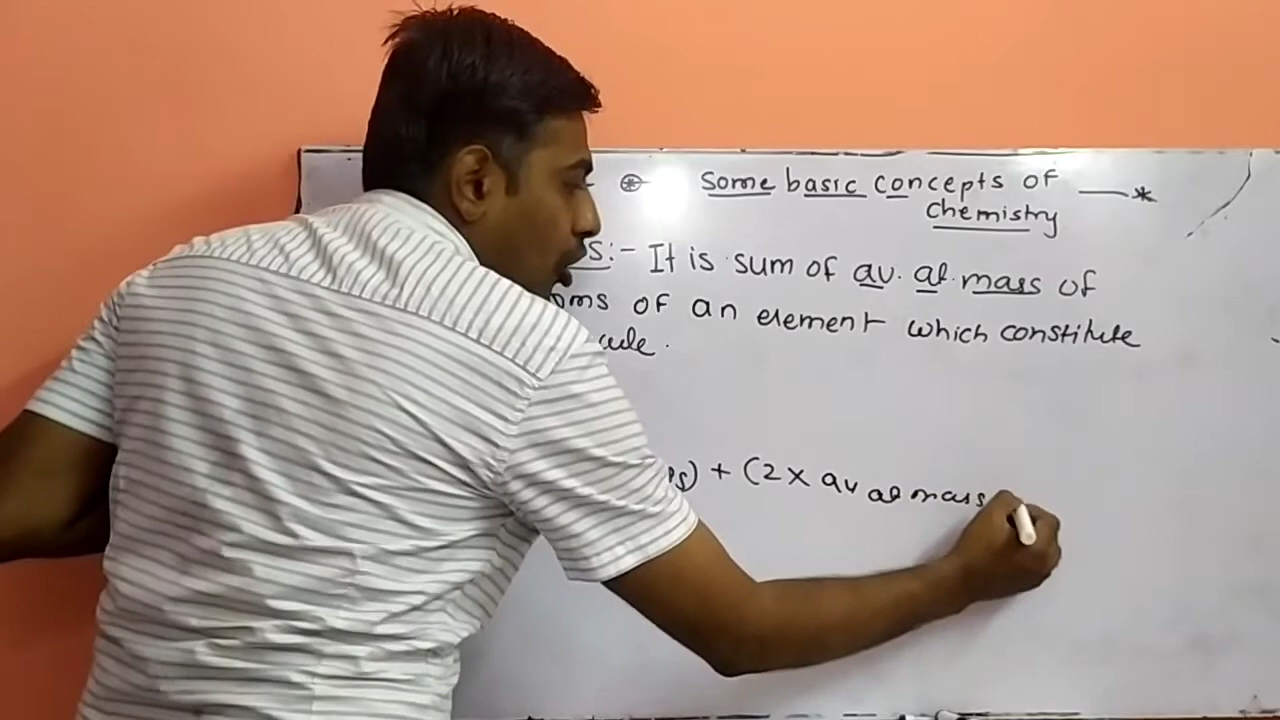 Some basic concepts of
chemistry
s:- It is sum of av. at. mass of
oms of an element which constitute
cule.
s) + (2 x av at mass